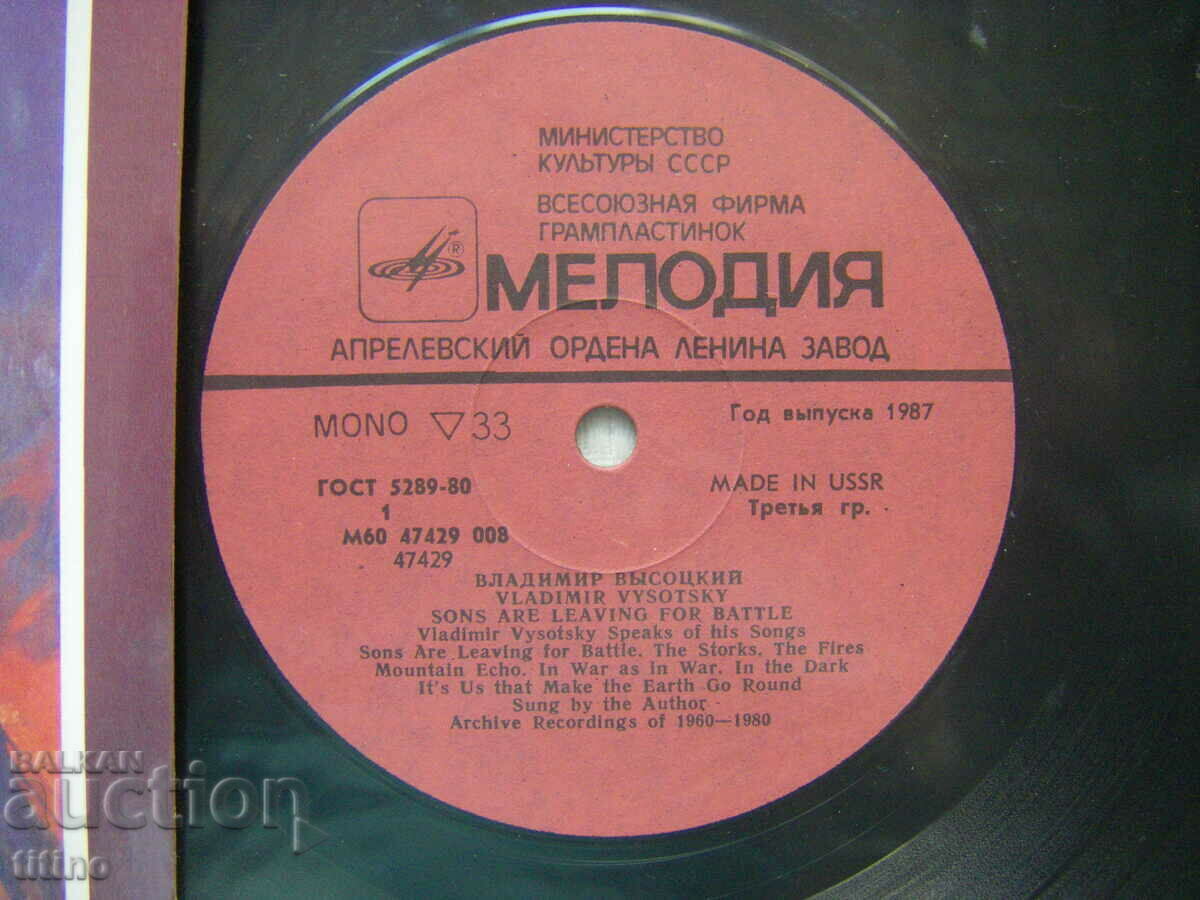 МИНИСТЕРСТВО
КУЛЬТУРЫ СССР
ВСЕСОЮЗНАЯ ФИРМА
ГРАМПЛАСТИНОК
®
МЕЛОДИЯ
АПРЕЛЕВСКИЙ ОРДЕНА ЛЕНИНА ЗАВОД
MONO ▽ 33
Год выпуска 1987
ГОСТ 5289-80
MADE IN USSR
1
Третья гр.
М60 47429 008
47429
ВЛАДИМИР ВЫСОЦКИЙ
VLADIMIR VYSOTSKY
SONS ARE LEAVING FOR BATTLE
Vladimir Vysotsky Speaks of his Songs
Sons Are Leaving for Battle. The Storks. The Fires
Mountain Echo. In War as in War. In the Dark
It's Us that Make the Earth Go Round
Sung by the Author
Archive Recordings of 1960—1980
BALKAN
auction
titino